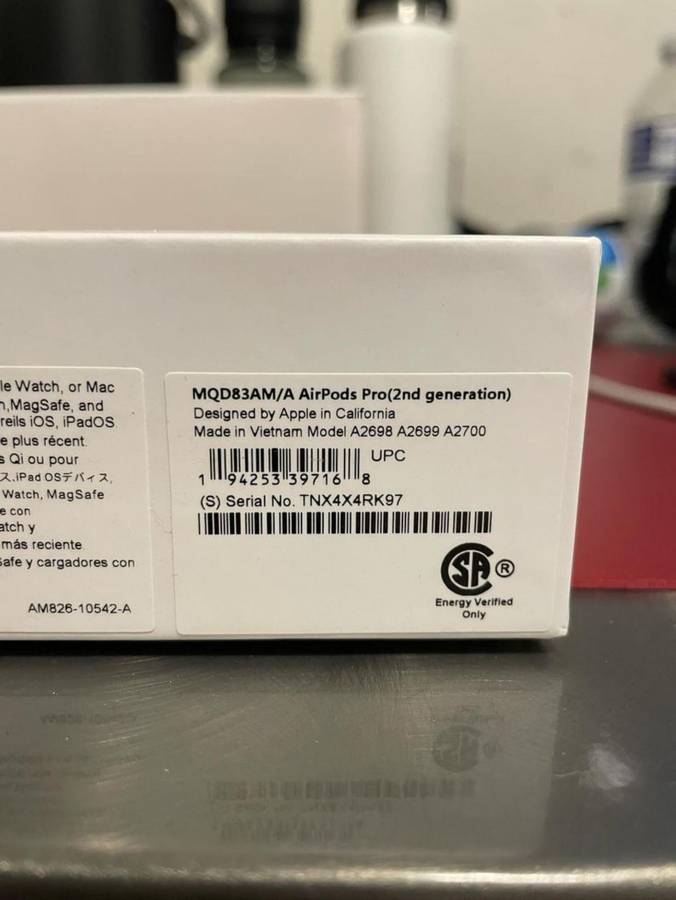 le Watch, or Mac
n,MagSafe, and
reils iOS, iPadOS
e plus récent
s Qi ou pour
ス.iPad OSデバイス,
Watch, MagSafe
e con
atch y
más reciente
Safe y cargadores con
AM826-10542-A
MQD83AM/A AirPods Pro(2nd generation)
Designed by Apple in California
Made in Vietnam Model A2698 A2699 A2700
UPC
1 94253 39716 8
(S) Serial No. TNX4X4RK97
SA ®
Energy Verified
Only